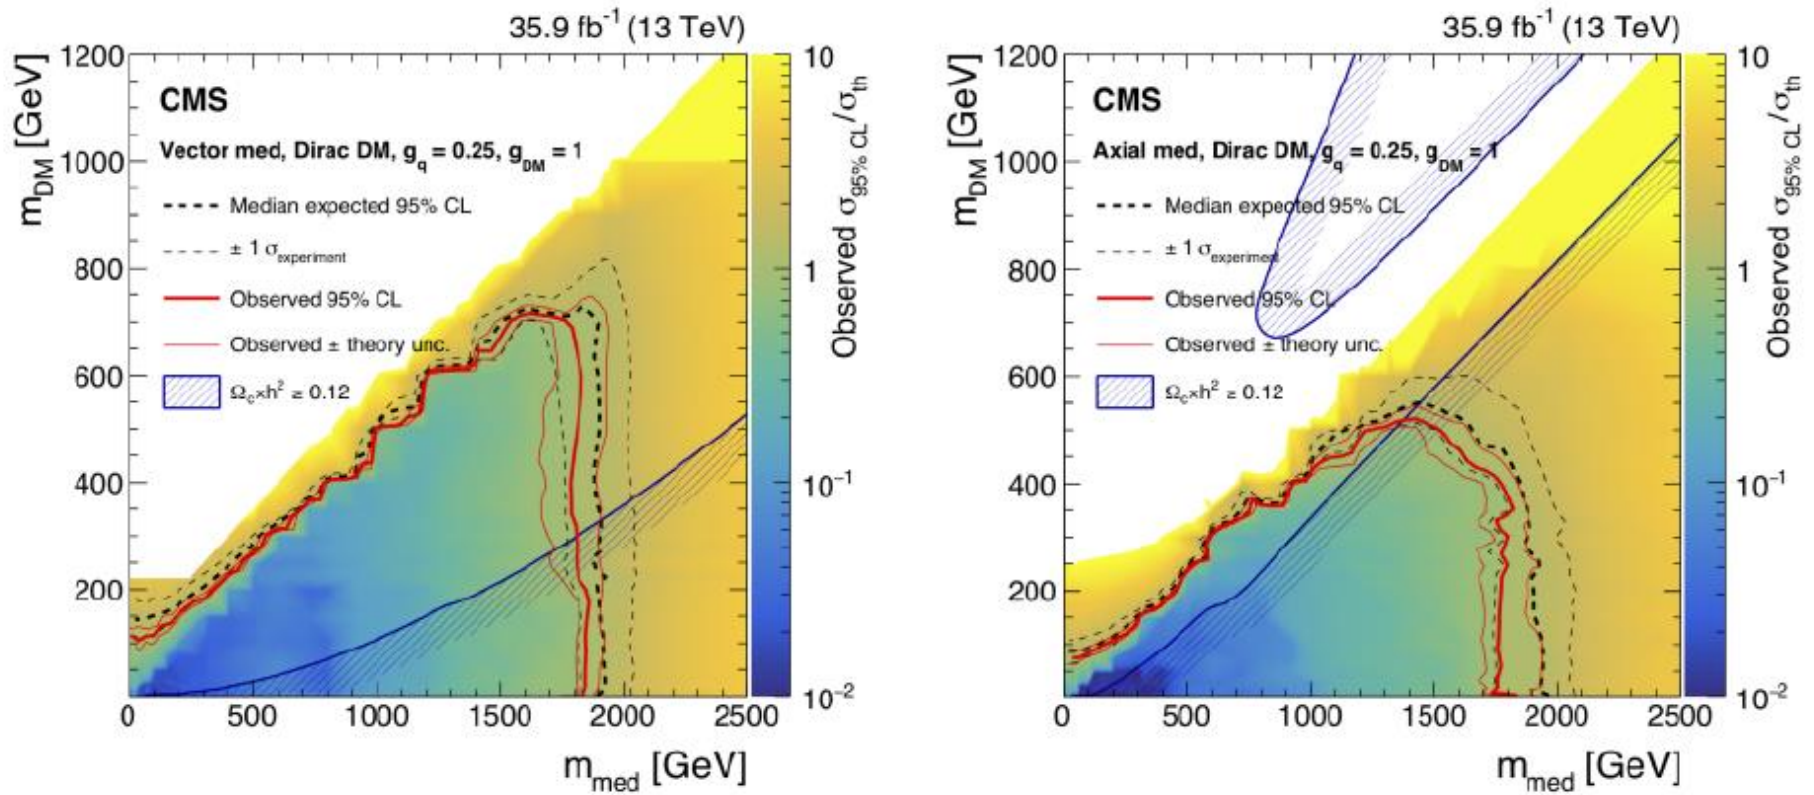 35.9 fb⁻¹ (13 TeV)
CMS
Vector med, Dirac DM, g_q = 0.25, g_DM = 1
Median expected 95% CL
± 1 σ_experiment
Observed 95% CL
Observed ± theory unc.
Ω_c×h² ≥ 0.12
m_DM [GeV]
1200
1000
800
600
400
200
0
500
1000
1500
2000
2500
m_med [GeV]
10
1
10⁻¹
10⁻²
Observed σ_95% CL/σ_th
35.9 fb⁻¹ (13 TeV)
CMS
Axial med, Dirac DM, g_q = 0.25, g_DM = 1
Median expected 95% CL
± 1 σ_experiment
Observed 95% CL
Observed ± theory unc.
Ω_c×h² ≥ 0.12
m_DM [GeV]
1200
1000
800
600
400
200
0
500
1000
1500
2000
2500
m_med [GeV]
10
1
10⁻¹
10⁻²
Observed σ_95% CL/σ_th